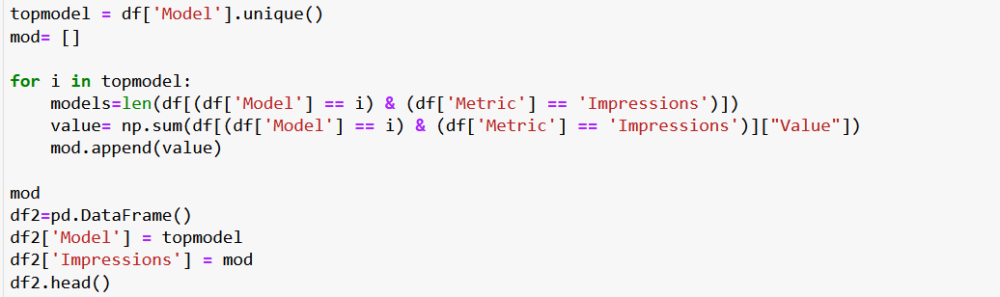 topmodel = df['Model'].unique()
mod= []
for i in topmodel:
    models=len(df[(df['Model'] == i) & (df['Metric'] == 'Impressions')])
    value= np.sum(df[(df['Model'] == i) & (df['Metric'] == 'Impressions')]["Value"])
    mod.append(value)
mod
df2=pd.DataFrame()
df2['Model'] = topmodel
df2['Impressions'] = mod
df2.head()